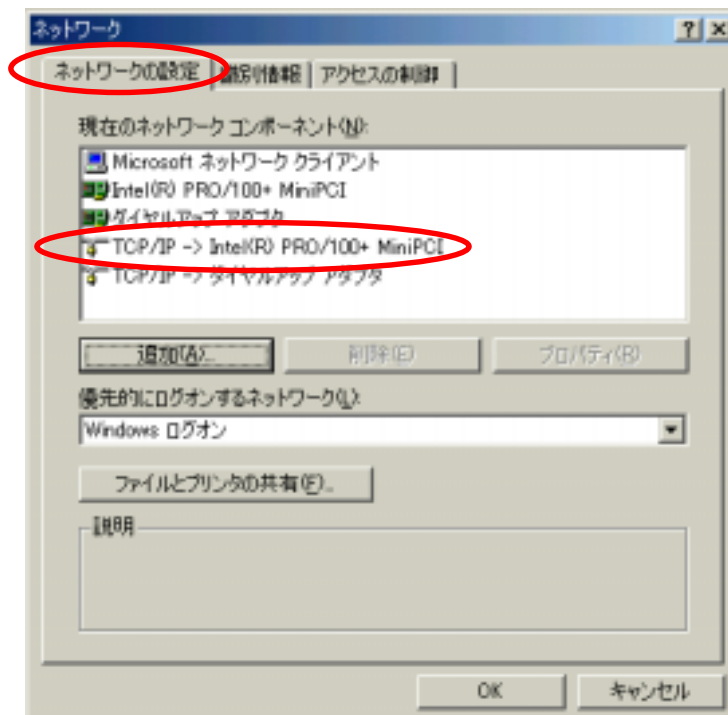 ネットワーク
ネットワークの設定 識別情報 アクセスの制御
現在のネットワーク コンポーネント(N):
Microsoft ネットワーク クライアント
Intel(R) PRO/100+ MiniPCI
ダイヤルアップ アダプタ
TCP/IP -> Intel(R) PRO/100+ MiniPCI
TCP/IP -> ダイヤルアップ アダプタ
追加(A)... 削除(E) プロパティ(R)
優先的にログオンするネットワーク(L):
Windows ログオン
ファイルとプリンタの共有(F)...
説明
OK キャンセル